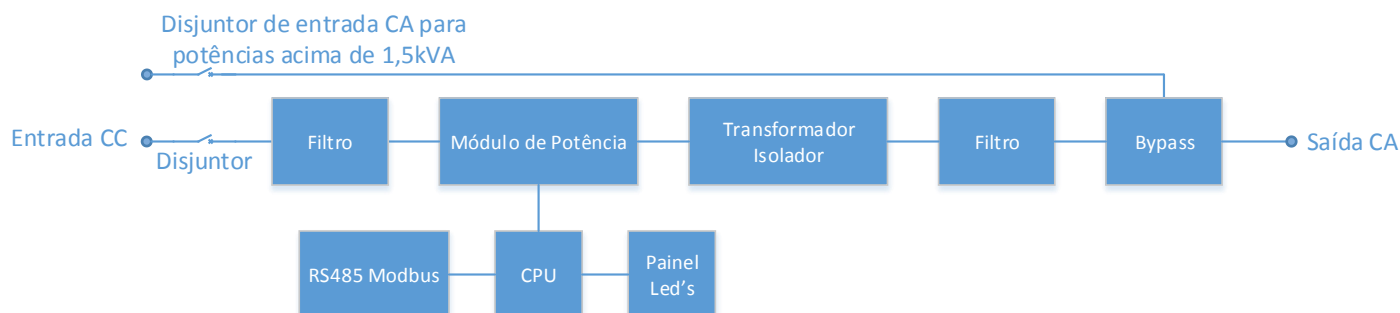 Disjuntor de entrada CA para
potências acima de 1,5kVA
Entrada CC
Disjuntor
Filtro
Módulo de Potência
Transformador
Isolador
Filtro
Bypass
Saída CA
RS485 Modbus
CPU
Painel
Led's